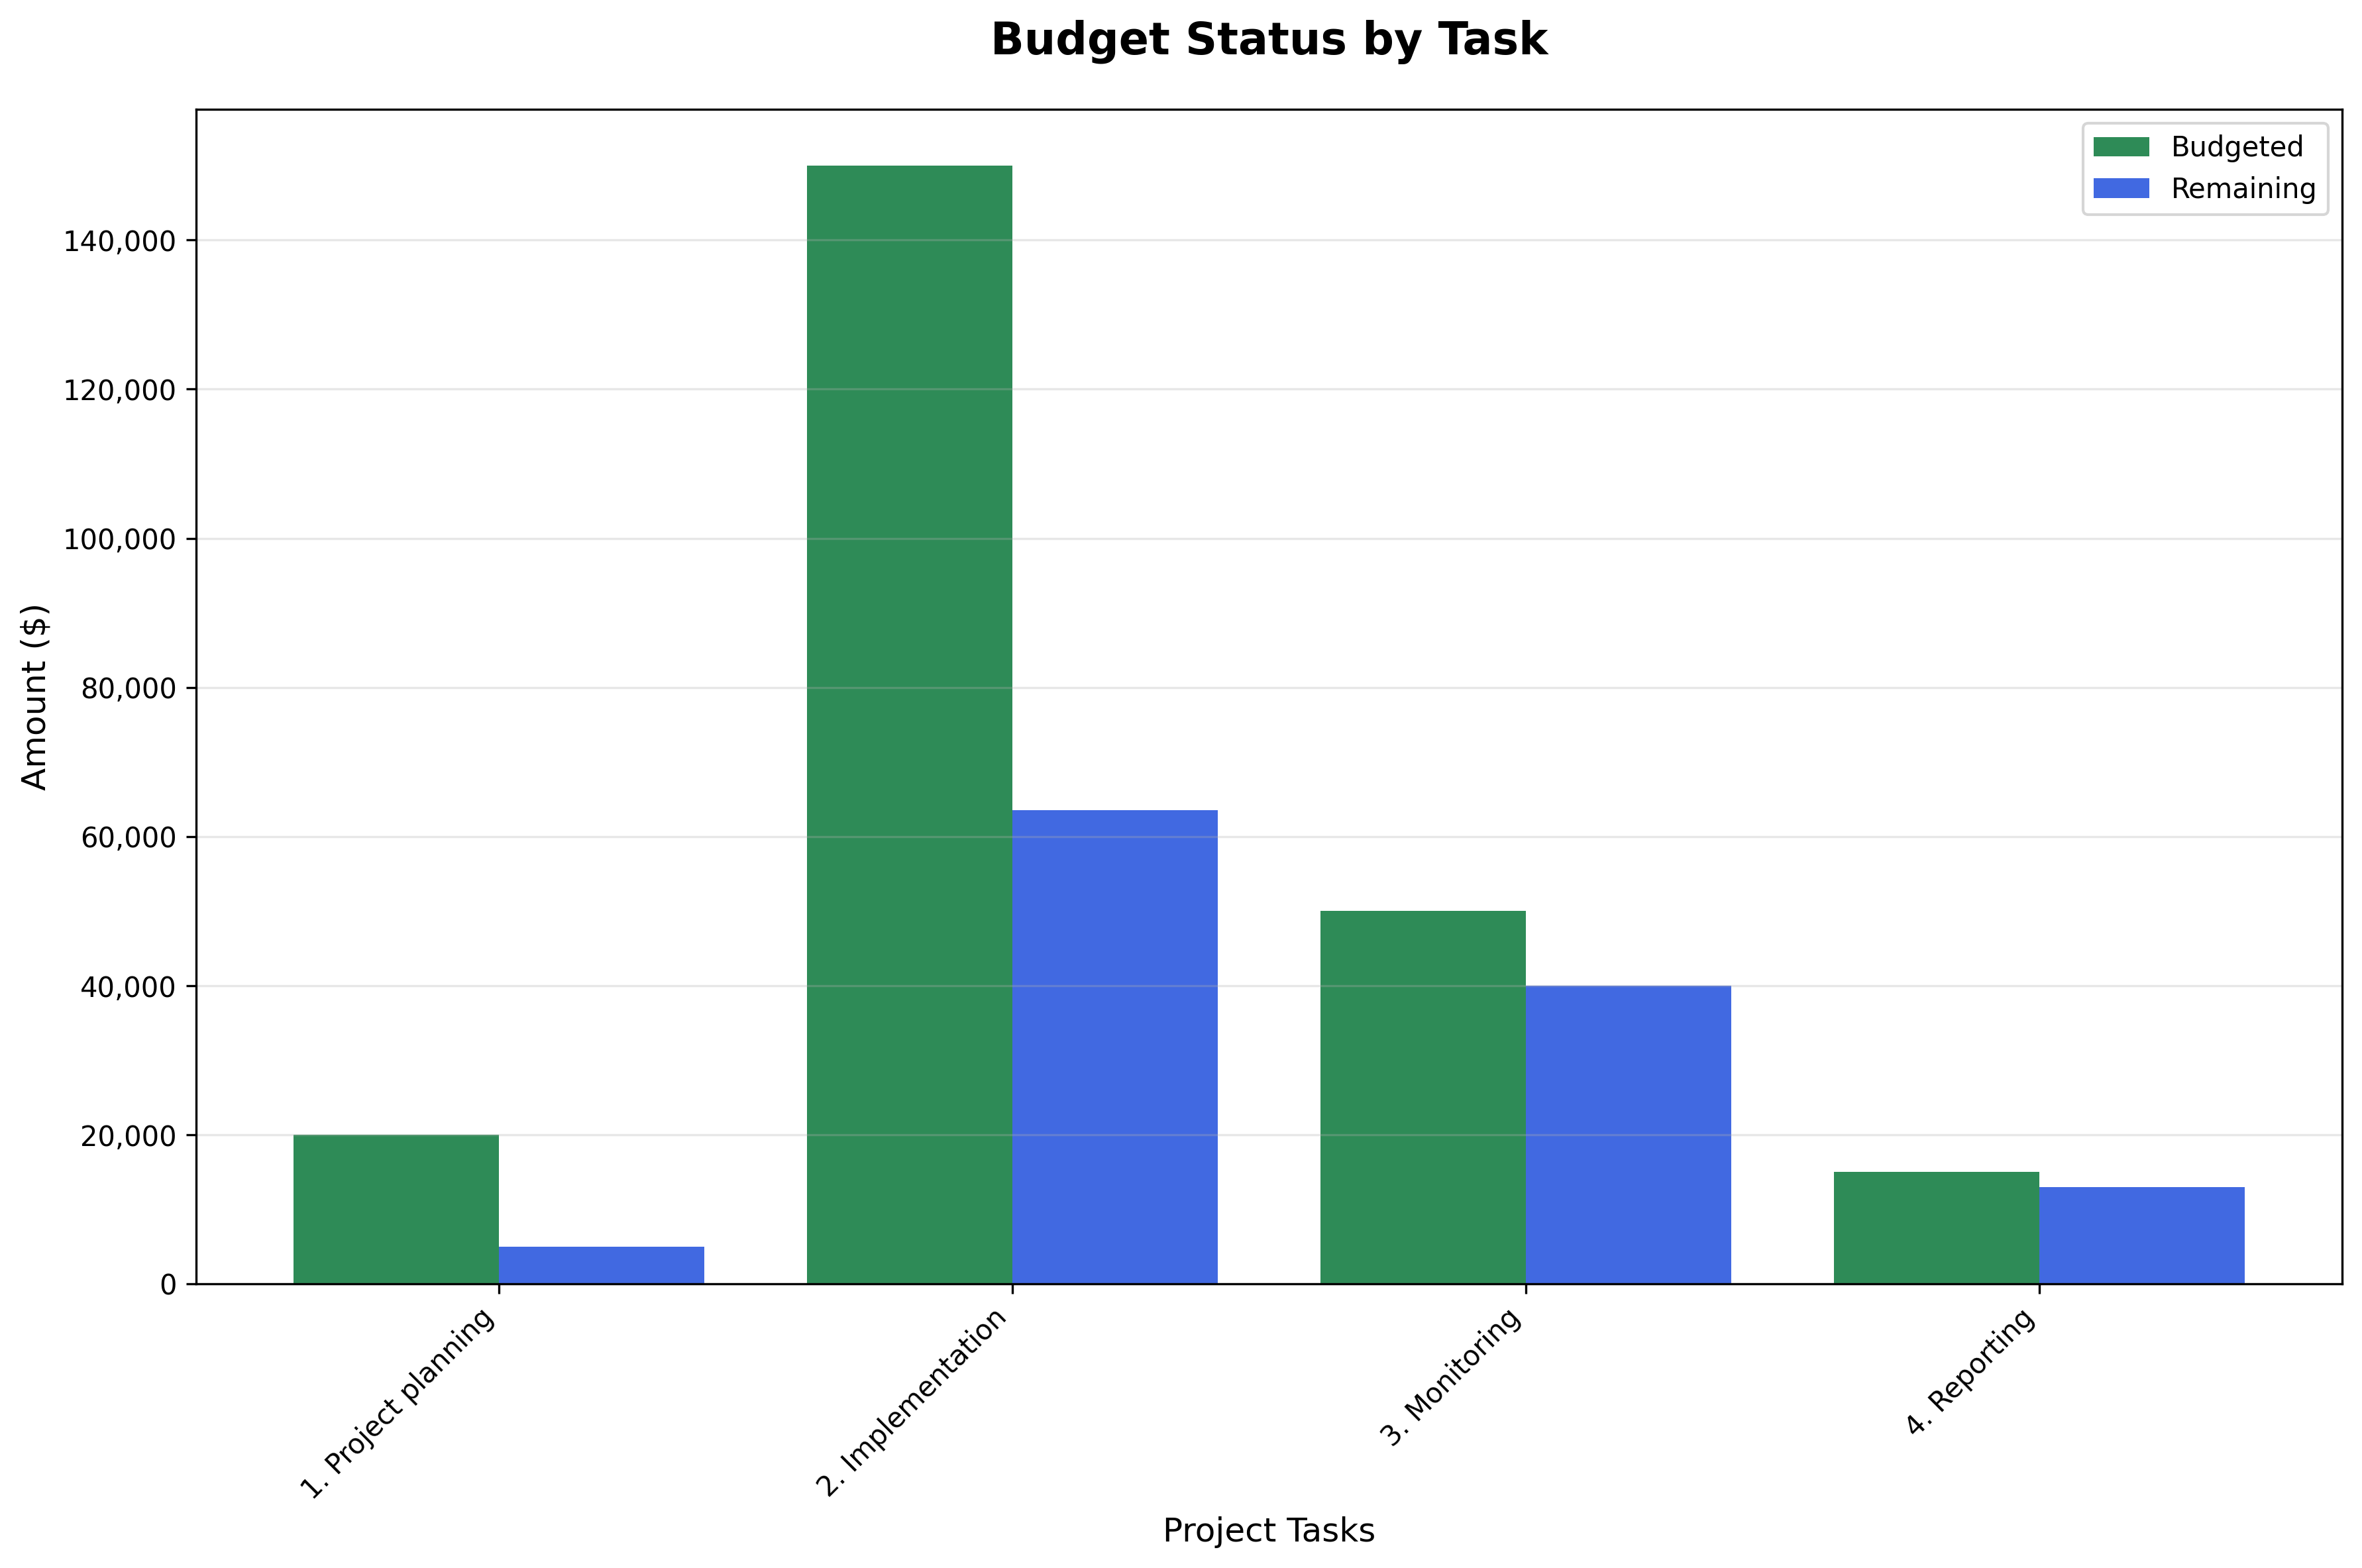 Budget Status by Task
Budgeted
Remaining
Amount ($)
140,000
120,000
100,000
80,000
60,000
40,000
20,000
0
1. Project planning
2. Implementation
3. Monitoring
4. Reporting
Project Tasks